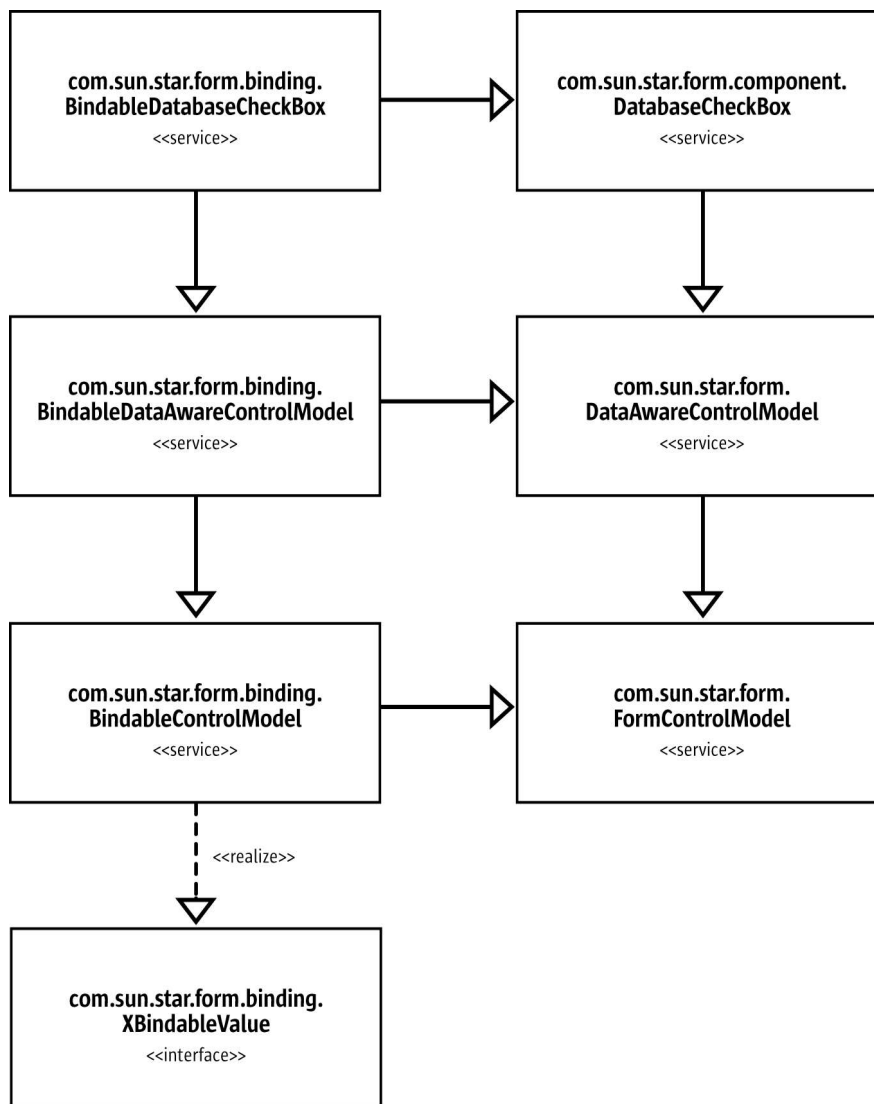 com.sun.star.form.binding.
BindableDatabaseCheckBox
<<service>>
com.sun.star.form.component.
DatabaseCheckBox
<<service>>
com.sun.star.form.binding.
BindableDataAwareControlModel
<<service>>
com.sun.star.form.
DataAwareControlModel
<<service>>
com.sun.star.form.binding.
BindableControlModel
<<service>>
com.sun.star.form.
FormControlModel
<<service>>
<<realize>>
com.sun.star.form.binding.
XBindableValue
<<interface>>